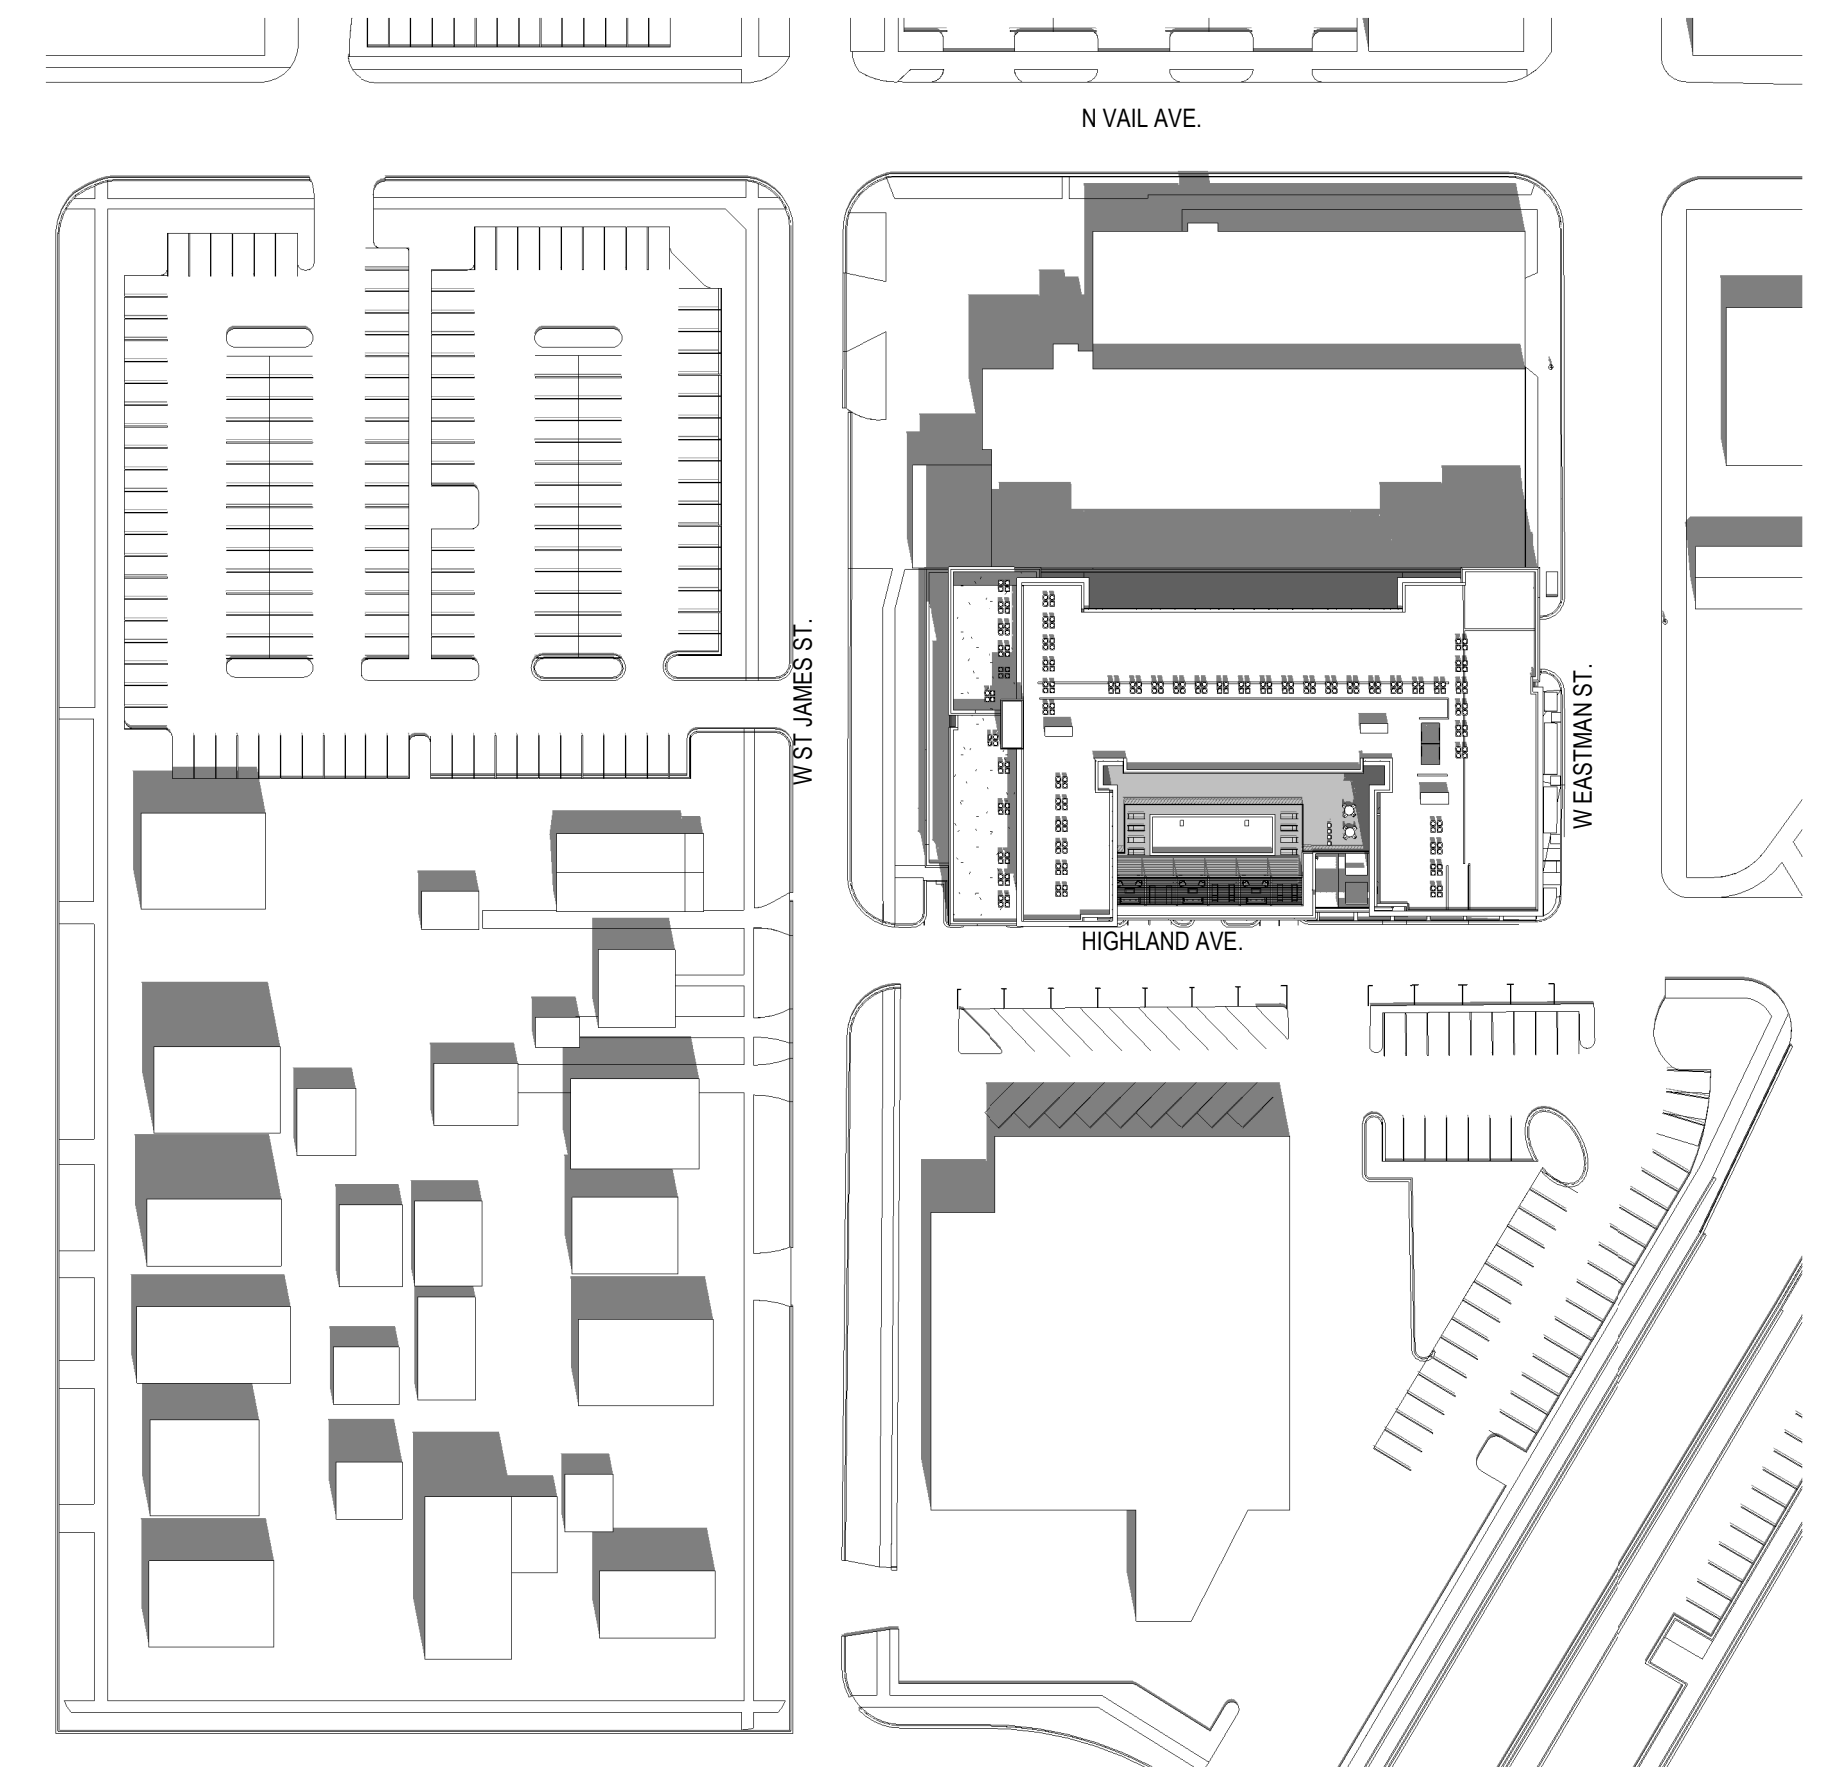 N VAIL AVE.
W ST JAMES ST.
W EASTMAN ST.
HIGHLAND AVE.